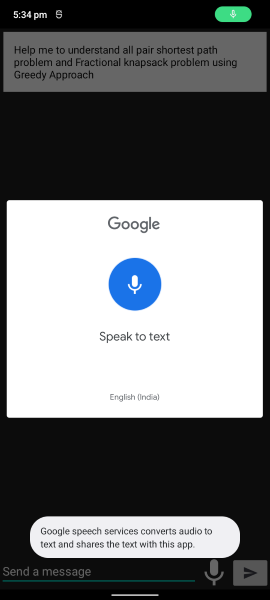 5:34 pm
Help me to understand all pair shortest path
problem and Fractional knapsack problem using
Greedy Approach
Google
Speak to text
English (India)
Google speech services converts audio to
text and shares the text with this app.
Send a message